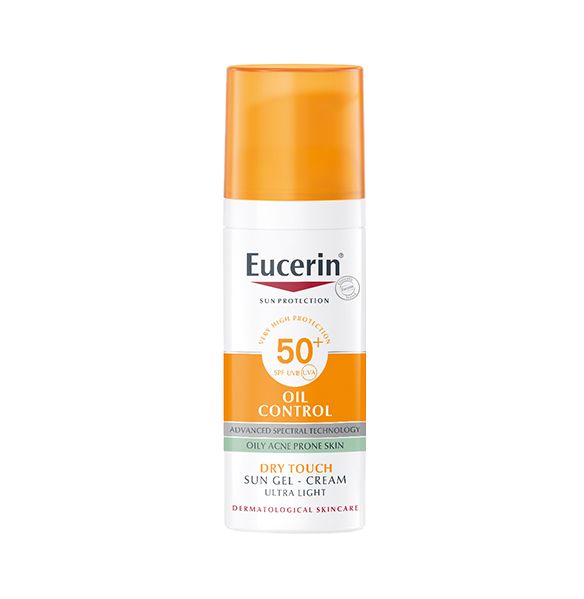 Eucerin®
SUN PROTECTION
VERY HIGH PROTECTION
50+
SPF UVB UVA
OIL
CONTROL
ADVANCED SPECTRAL TECHNOLOGY
OILY ACNE PRONE SKIN
DRY TOUCH
SUN GEL - CREAM
ULTRA LIGHT
DERMATOLOGICAL SKINCARE